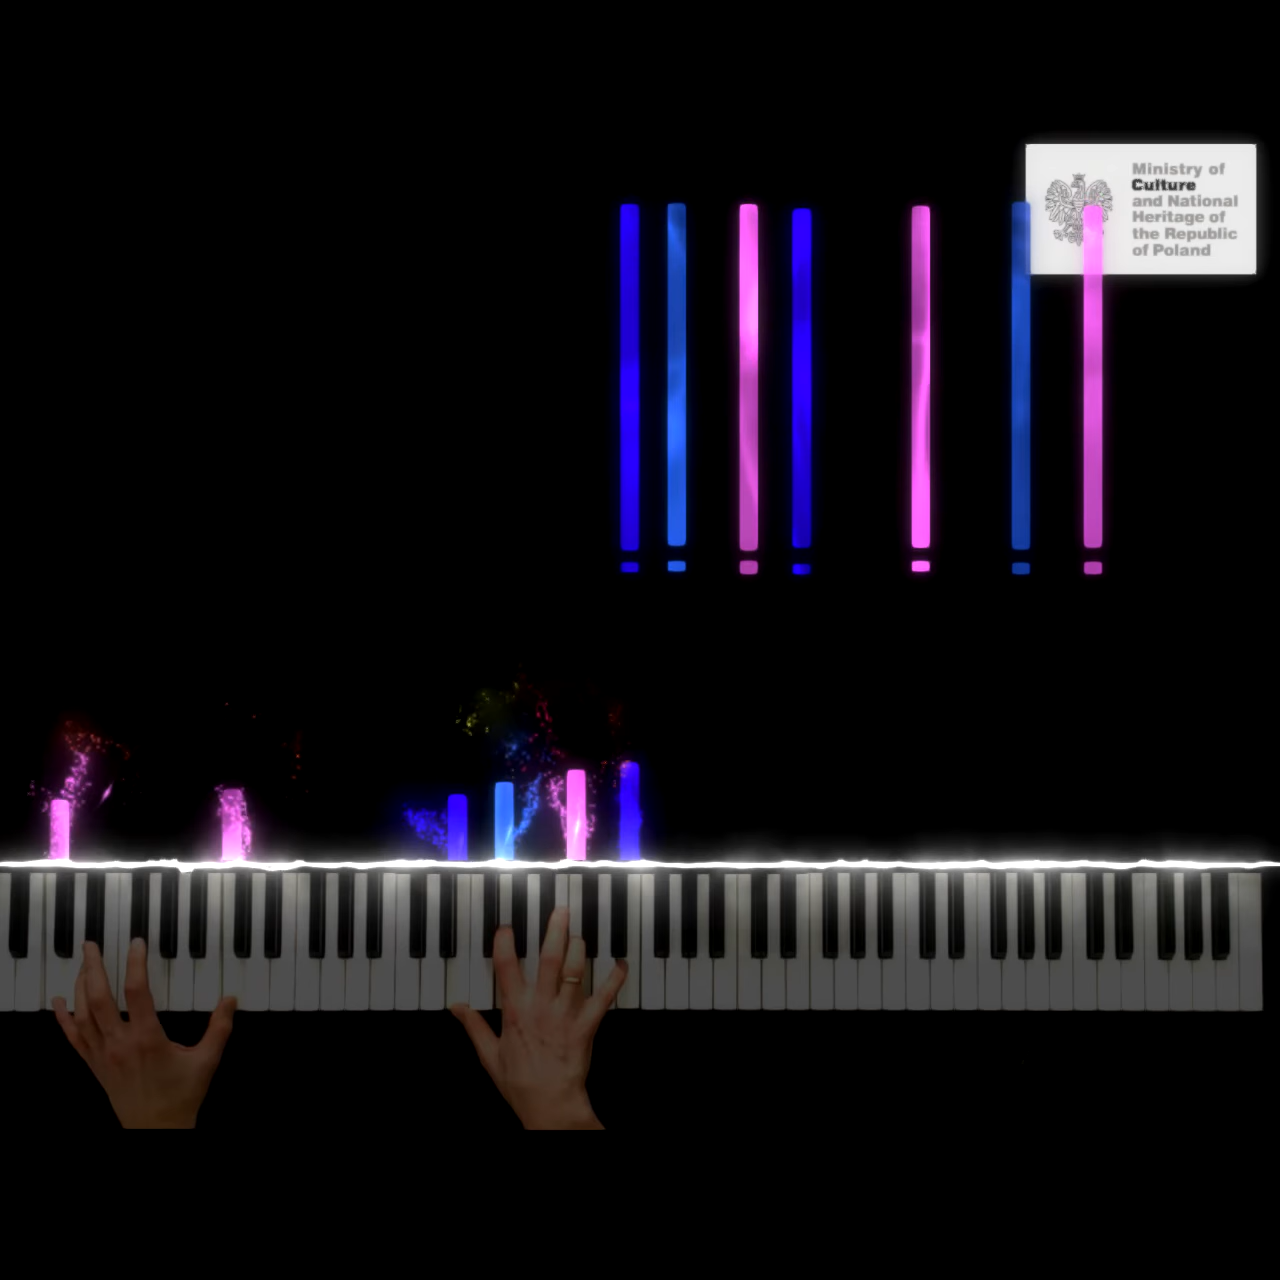 Ministry of
Culture
and National
Heritage of
the Republic
of Poland